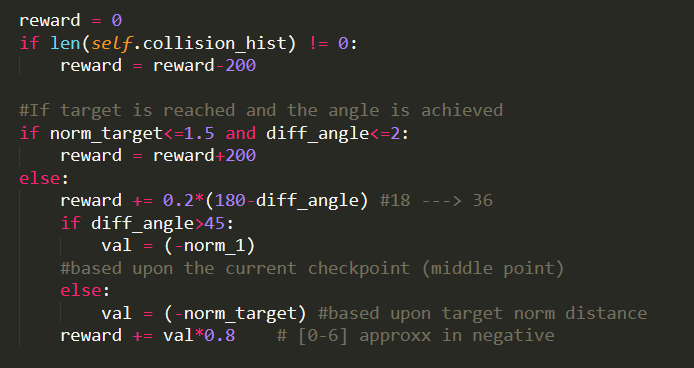 reward = 0
if len(self.collision_hist) != 0:
    reward = reward-200

#If target is reached and the angle is achieved
if norm_target<=1.5 and diff_angle<=2:
    reward = reward+200
else:
    reward += 0.2*(180-diff_angle) #18 ---> 36
    if diff_angle>45:
        val = (-norm_1)
    #based upon the current checkpoint (middle point)
    else:
        val = (-norm_target) #based upon target norm distance
    reward += val*0.8    # [0-6] approxx in negative